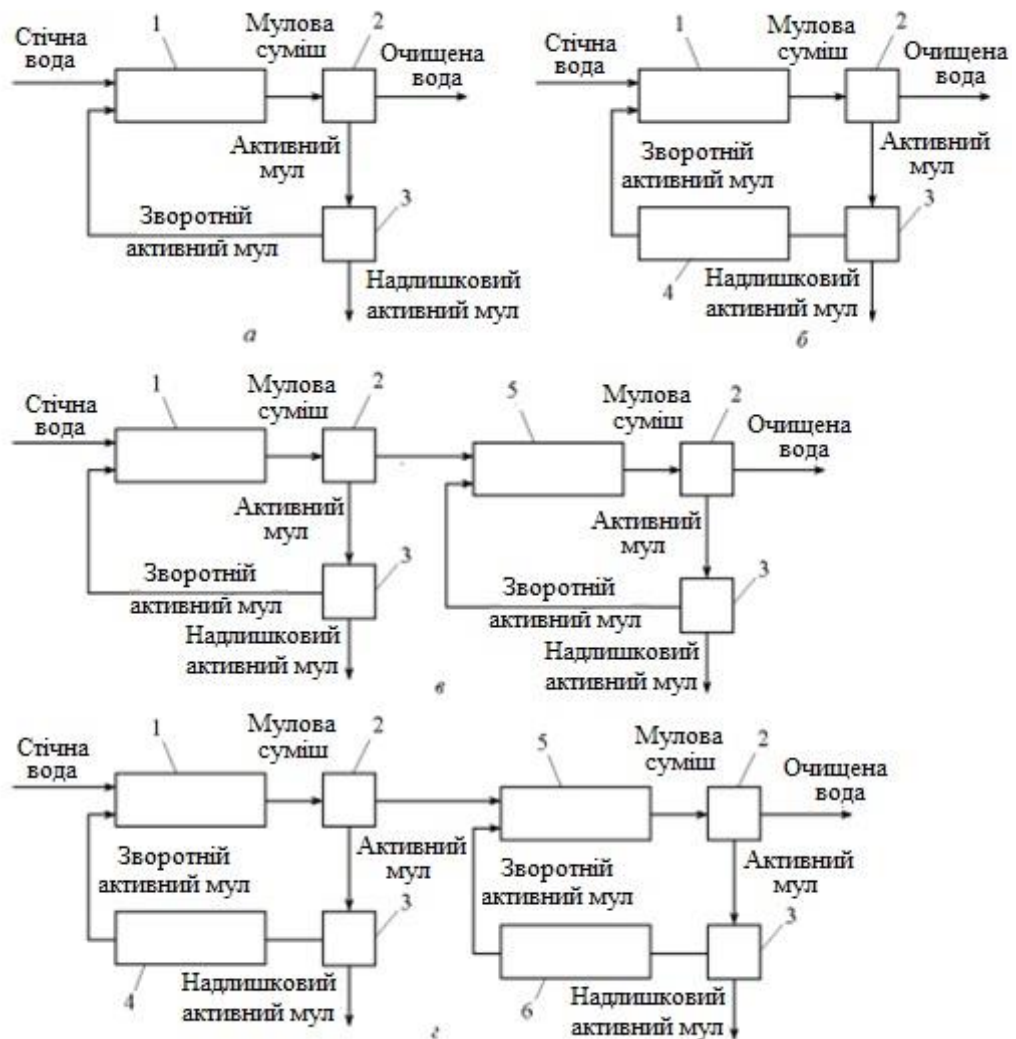 1
2
Стічна
вода
Мулова
суміш
Очищена
вода
Активний
мул
3
Зворотній
активний мул
Надлишковий
активний мул
а
1
2
Стічна
вода
Мулова
суміш
Очищена
вода
Зворотній
активний мул
Активний
мул
3
4
Надлишковий
активний мул
б
1
2
Стічна
вода
Мулова
суміш
5
Мулова
суміш
2
Очищена
вода
Активний
мул
3
Зворотній
активний мул
Надлишковий
активний мул
Активний
мул
3
Зворотній
активний мул
Надлишковий
активний мул
в
1
2
Стічна
вода
Мулова
суміш
5
Мулова
суміш
2
Очищена
вода
Зворотній
активний мул
Активний
мул
3
4
Надлишковий
активний мул
Зворотній
активний мул
Активний
мул
3
6
Надлишковий
активний мул
г